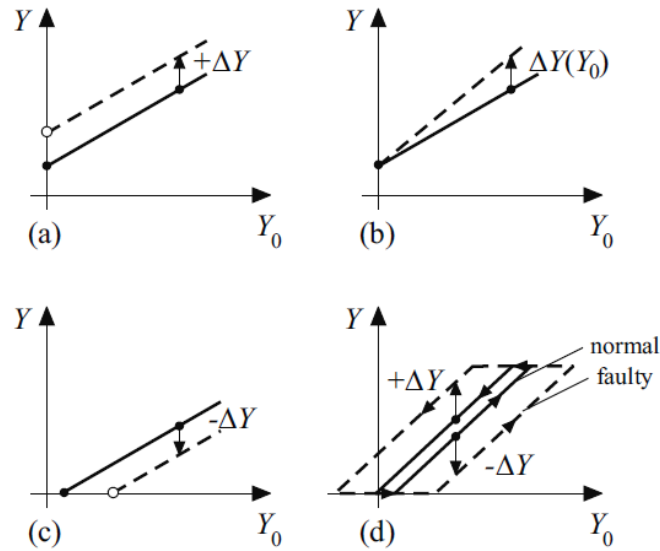 Y
+ΔY
(a)
Y₀
Y
ΔY(Y₀)
(b)
Y₀
Y
-ΔY
(c)
Y₀
Y
normal
+ΔY
faulty
-ΔY
(d)
Y₀